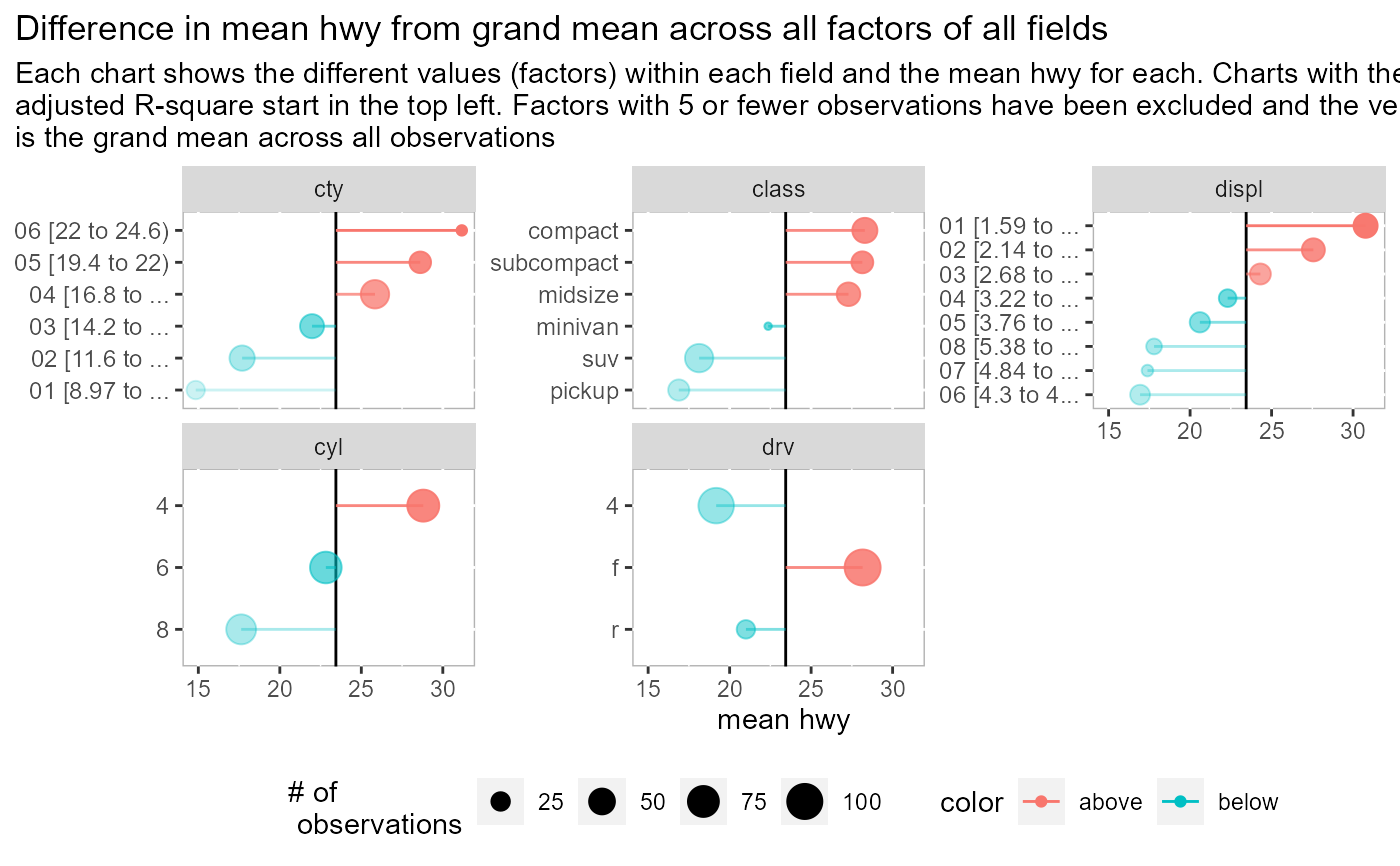 Difference in mean hwy from grand mean across all factors of all fields
Each chart shows the different values (factors) within each field and the mean hwy for each. Charts with the
adjusted R-square start in the top left. Factors with 5 or fewer observations have been excluded and the ve
is the grand mean across all observations
cty
06 [22 to 24.6)
05 [19.4 to 22)
04 [16.8 to ...
03 [14.2 to ...
02 [11.6 to ...
01 [8.97 to ...
class
compact
subcompact
midsize
minivan
suv
pickup
displ
01 [1.59 to ...
02 [2.14 to ...
03 [2.68 to ...
04 [3.22 to ...
05 [3.76 to ...
08 [5.38 to ...
07 [4.84 to ...
06 [4.3 to 4...
15 20 25 30
cyl
4
6
8
15 20 25 30
drv
4
f
r
15 20 25 30
mean hwy
# of
observations
25 50 75 100
color
above below